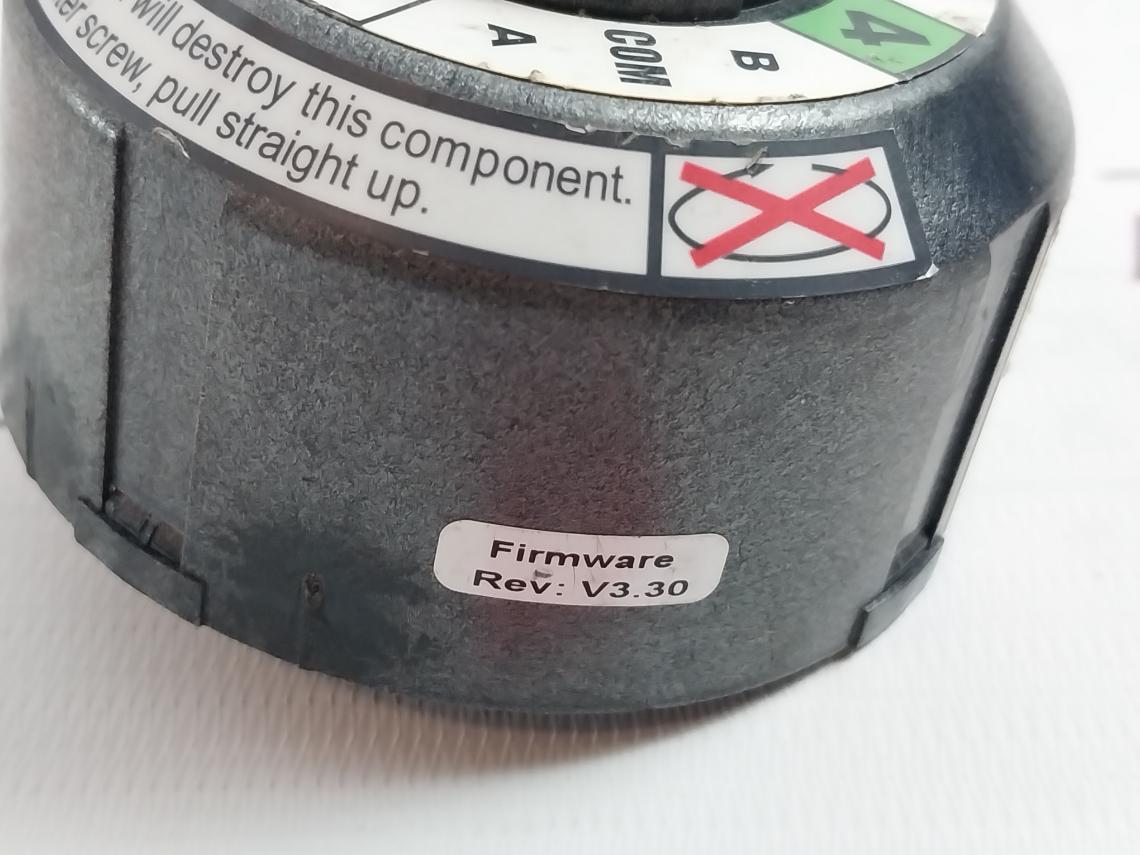 4
B
COM
A
will destroy this component.
screw, pull straight up.
Firmware
Rev: V3.30